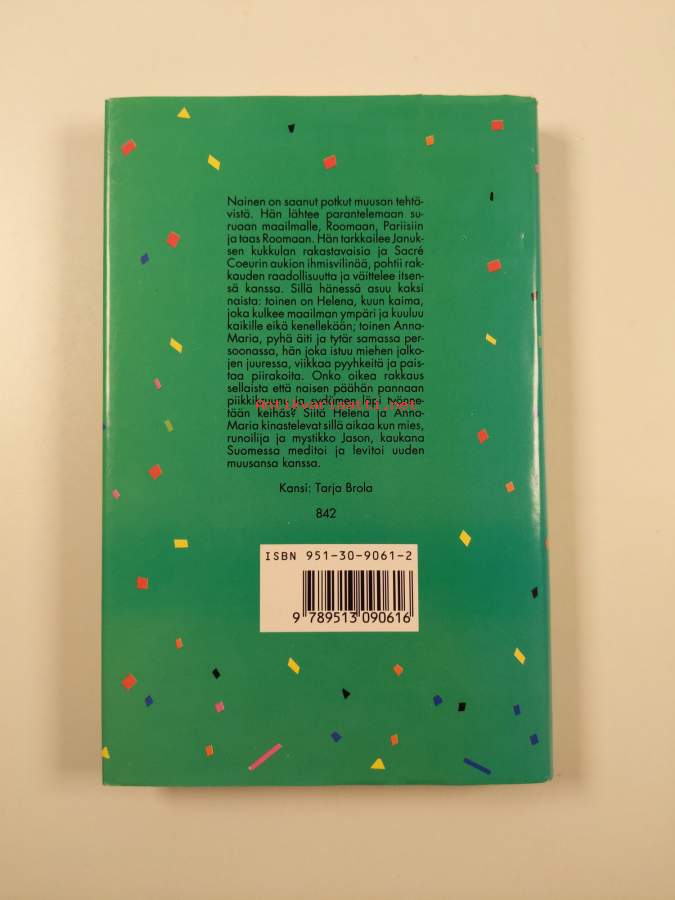 Nainen on saanut potkut muusan tehtä-
vistä. Hän lähtee parantelemaan su-
ruaan maailmalle, Roomaan, Pariisiin
ja taas Roomaan. Hän tarkkailee Januk-
sen kukkulan rakastavaisia ja Sacré
Coeurin aukion ihmisvilinää, pohtii rak-
kauden raadollisuutta ja väittelee itsen-
sä kanssa. Sillä hänessä asuu kaksi
naista: toinen on Helena, kuun kaima,
joka kulkee maailman ympäri ja kuuluu
kaikille eikä kenellekään; toinen Anna-
Maria, pyhä äiti ja tytär samassa per-
soonassa, hän joka istuu miehen jalko-
jen juuressa, viikkaa pyyhkeitä ja pais-
taa piirakoita. Onko oikea rakkaus
sellaista että naisen päähän pannaan
piikkikruunu ja sydämen läpi työnne-
Antikvariaatti.net
tään keihäs? Siitä Helena ja Anna-
Maria kinastelevat sillä aikaa kun mies,
runoilija ja mystikko Jason, kaukana
Suomessa meditoi ja levitoi uuden
muusansa kanssa.
Kansi: Tarja Brola
842
ISBN 951-30-9061-2
9 789513 090616